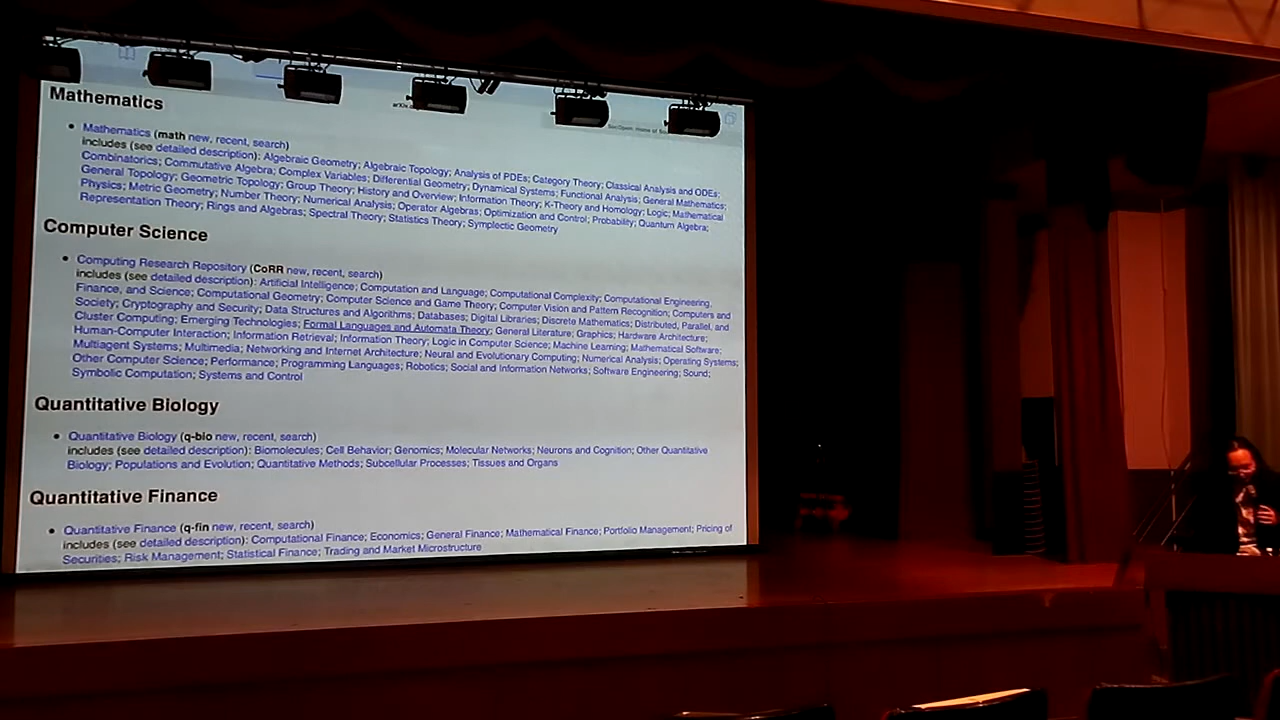 arXiv
SocOpen: Home of
Mathematics
Mathematics (math new, recent, search)
includes (see detailed description): Algebraic Geometry; Algebraic Topology; Analysis of PDEs; Category Theory; Classical Analysis and ODEs;
Combinatorics; Commutative Algebra; Complex Variables; Differential Geometry; Dynamical Systems; Functional Analysis; General Mathematics;
General Topology; Geometric Topology; Group Theory; History and Overview; Information Theory; K-Theory and Homology; Logic; Mathematical
Physics; Metric Geometry; Number Theory; Numerical Analysis; Operator Algebras; Optimization and Control; Probability; Quantum Algebra;
Representation Theory; Rings and Algebras; Spectral Theory; Statistics Theory; Symplectic Geometry
Computer Science
Computing Research Repository (CoRR new, recent, search)
includes (see detailed description): Artificial Intelligence; Computation and Language; Computational Complexity; Computational Engineering,
Finance, and Science; Computational Geometry; Computer Science and Game Theory; Computer Vision and Pattern Recognition; Computers and
Society; Cryptography and Security; Data Structures and Algorithms; Databases; Digital Libraries; Discrete Mathematics; Distributed, Parallel, and
Cluster Computing; Emerging Technologies; Formal Languages and Automata Theory; General Literature; Graphics; Hardware Architecture;
Human-Computer Interaction; Information Retrieval; Information Theory; Logic in Computer Science; Machine Learning; Mathematical Software;
Multiagent Systems; Multimedia; Networking and Internet Architecture; Neural and Evolutionary Computing; Numerical Analysis; Operating Systems;
Other Computer Science; Performance; Programming Languages; Robotics; Social and Information Networks; Software Engineering; Sound;
Symbolic Computation; Systems and Control
Quantitative Biology
Quantitative Biology (q-bio new, recent, search)
includes (see detailed description): Biomolecules; Cell Behavior; Genomics; Molecular Networks; Neurons and Cognition; Other Quantitative
Biology; Populations and Evolution; Quantitative Methods; Subcellular Processes; Tissues and Organs
Quantitative Finance
Quantitative Finance (q-fin new, recent, search)
includes (see detailed description): Computational Finance; Economics; General Finance; Mathematical Finance; Portfolio Management; Pricing of
Securities; Risk Management; Statistical Finance; Trading and Market Microstructure